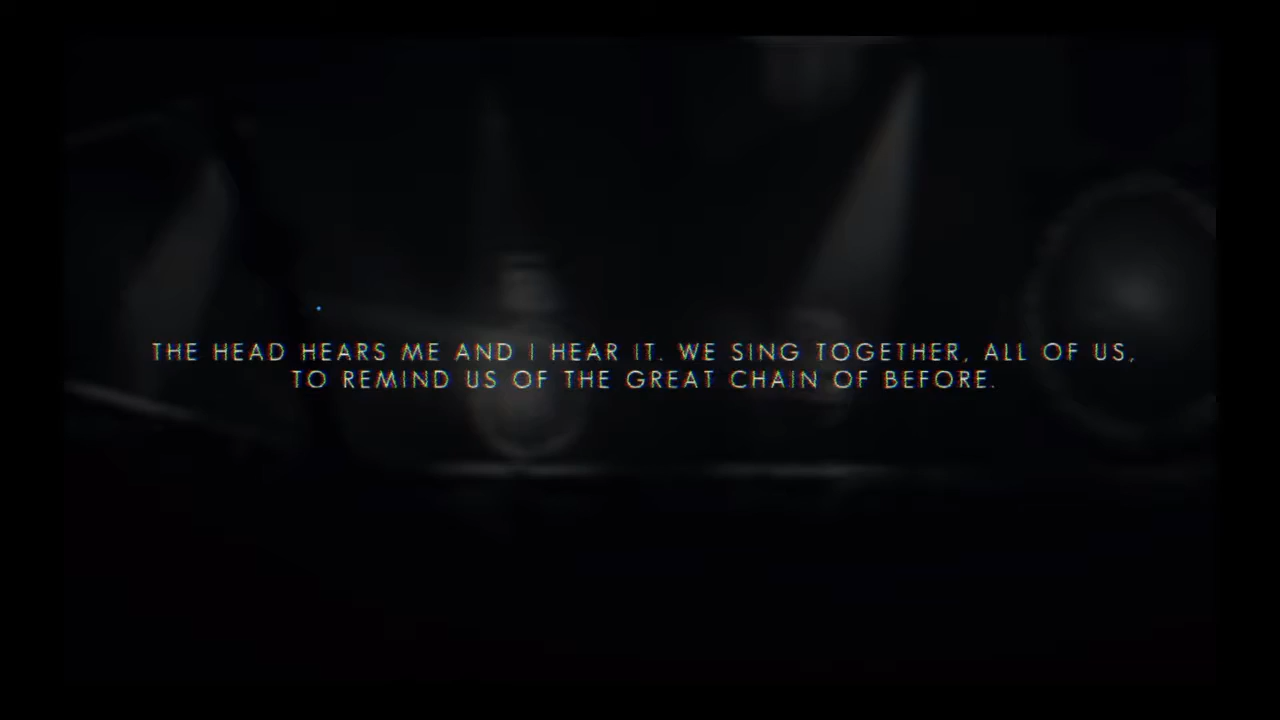 THE HEAD HEARS ME AND I HEAR IT. WE SING TOGETHER, ALL OF US,
TO REMIND US OF THE GREAT CHAIN OF BEFORE.